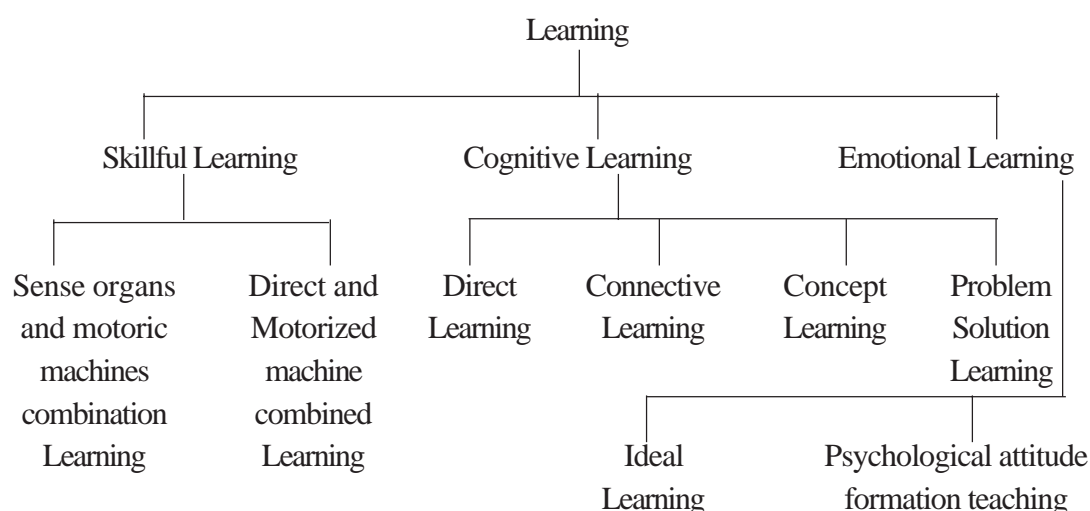 Learning
Skillful Learning Cognitive Learning Emotional Learning
Sense organs
and motoric
machines
combination
Learning
Direct and
Motorized
machine
combined
Learning
Direct
Learning
Connective
Learning
Concept
Learning
Problem
Solution
Learning
Ideal
Learning
Psychological attitude
formation teaching